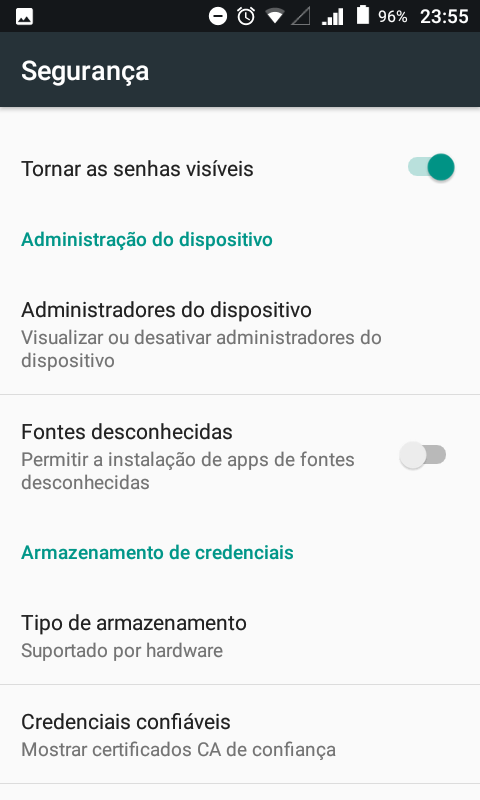 96% 23:55
Segurança
Tornar as senhas visíveis
Administração do dispositivo
Administradores do dispositivo
Visualizar ou desativar administradores do
dispositivo
Fontes desconhecidas
Permitir a instalação de apps de fontes
desconhecidas
Armazenamento de credenciais
Tipo de armazenamento
Suportado por hardware
Credenciais confiáveis
Mostrar certificados CA de confiança